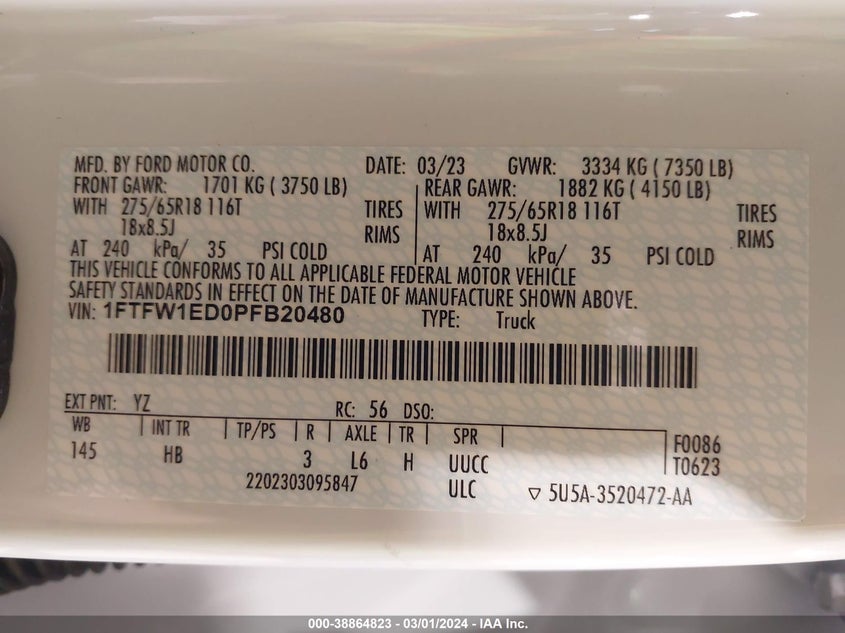 MFD. BY FORD MOTOR CO. DATE: 03/23 GVWR: 3334 KG ( 7350 LB)
FRONT GAWR: 1701 KG ( 3750 LB) REAR GAWR: 1882 KG ( 4150 LB)
WITH 275/65R18 116T TIRES WITH 275/65R18 116T TIRES
18x8.5J RIMS 18x8.5J RIMS
AT 240 kPa/ 35 PSI COLD AT 240 kPa/ 35 PSI COLD
THIS VEHICLE CONFORMS TO ALL APPLICABLE FEDERAL MOTOR VEHICLE
SAFETY STANDARDS IN EFFECT ON THE DATE OF MANUFACTURE SHOWN ABOVE.
VIN: 1FTFW1ED0PFB20480 TYPE: Truck
EXT PNT: YZ RC: 56 DSO:
WB INT TR TP/PS R AXLE TR SPR F0086
145 HB 3 L6 H UUCC T0623
2202303095847 ULC ▽ 5U5A-3520472-AA
000-38864823 - 03/01/2024 - IAA Inc.